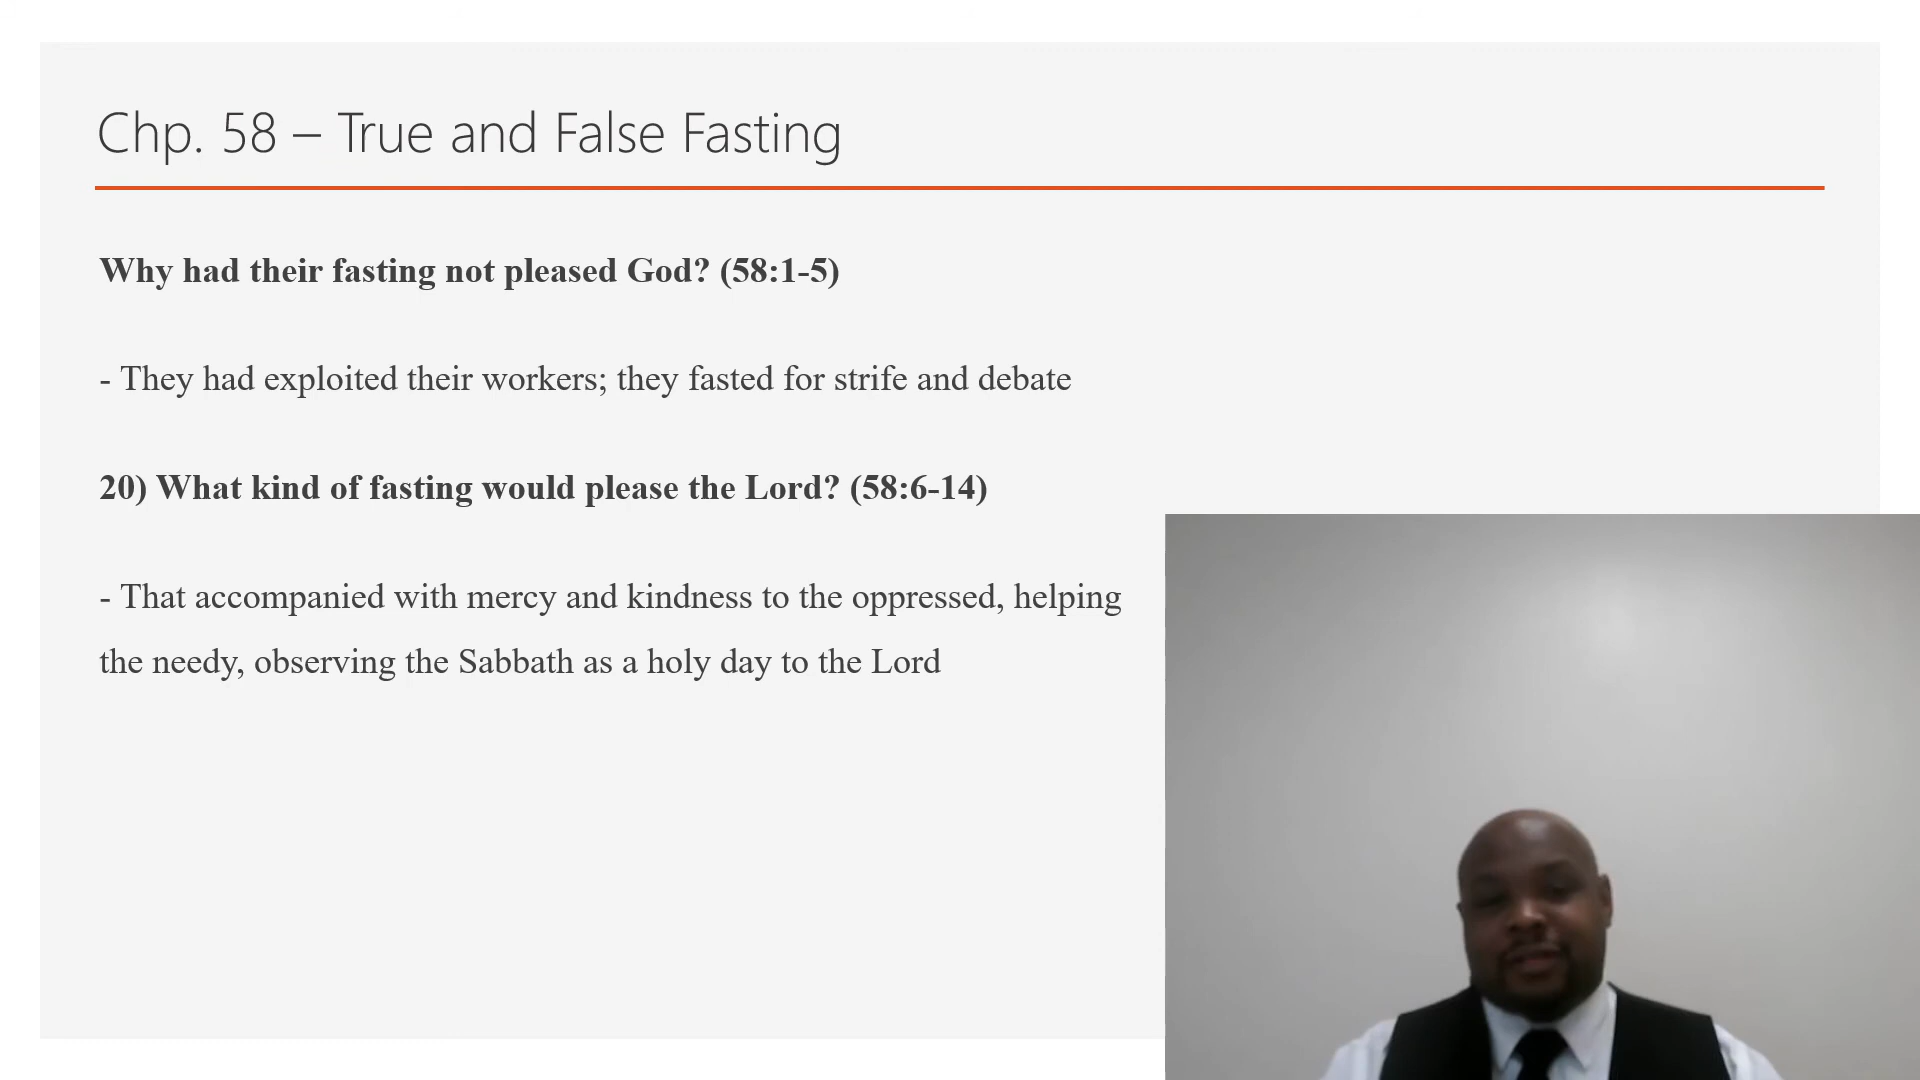 Chp. 58 – True and False Fasting
Why had their fasting not pleased God? (58:1-5)
- They had exploited their workers; they fasted for strife and debate
20) What kind of fasting would please the Lord? (58:6-14)
- That accompanied with mercy and kindness to the oppressed, helping
the needy, observing the Sabbath as a holy day to the Lord